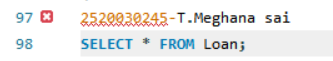 97 2520030245-T.Meghana sai
98 SELECT * FROM Loan;